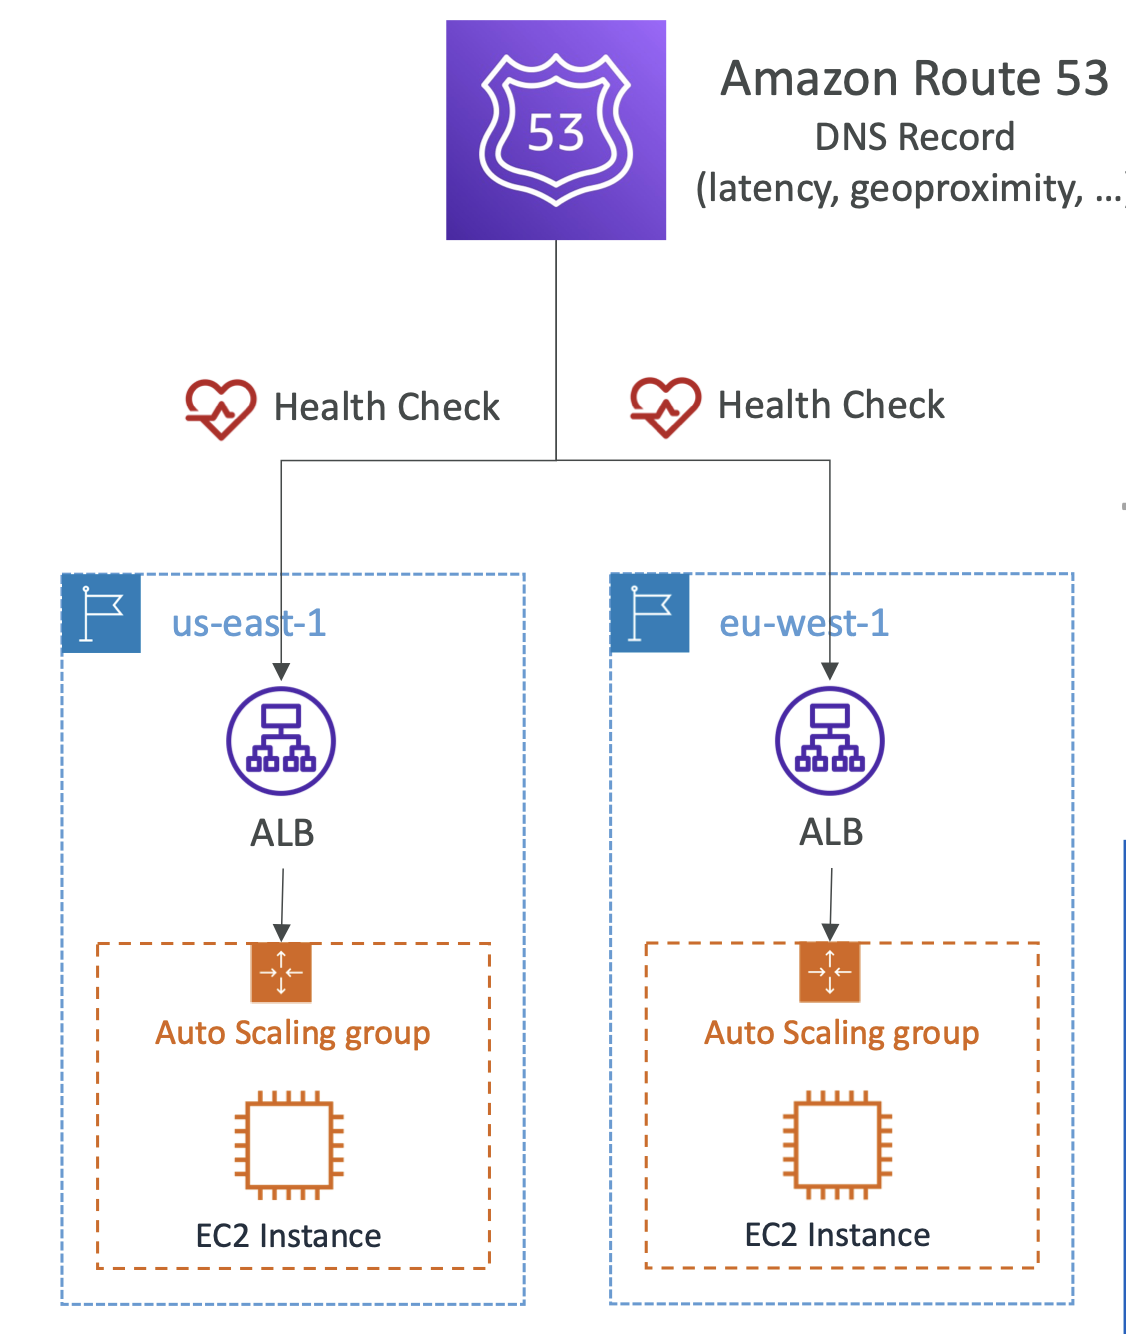 53
Amazon Route 53
DNS Record
(latency, geoproximity, ...)
Health Check
Health Check
us-east-1
eu-west-1
ALB
ALB
Auto Scaling group
Auto Scaling group
EC2 Instance
EC2 Instance